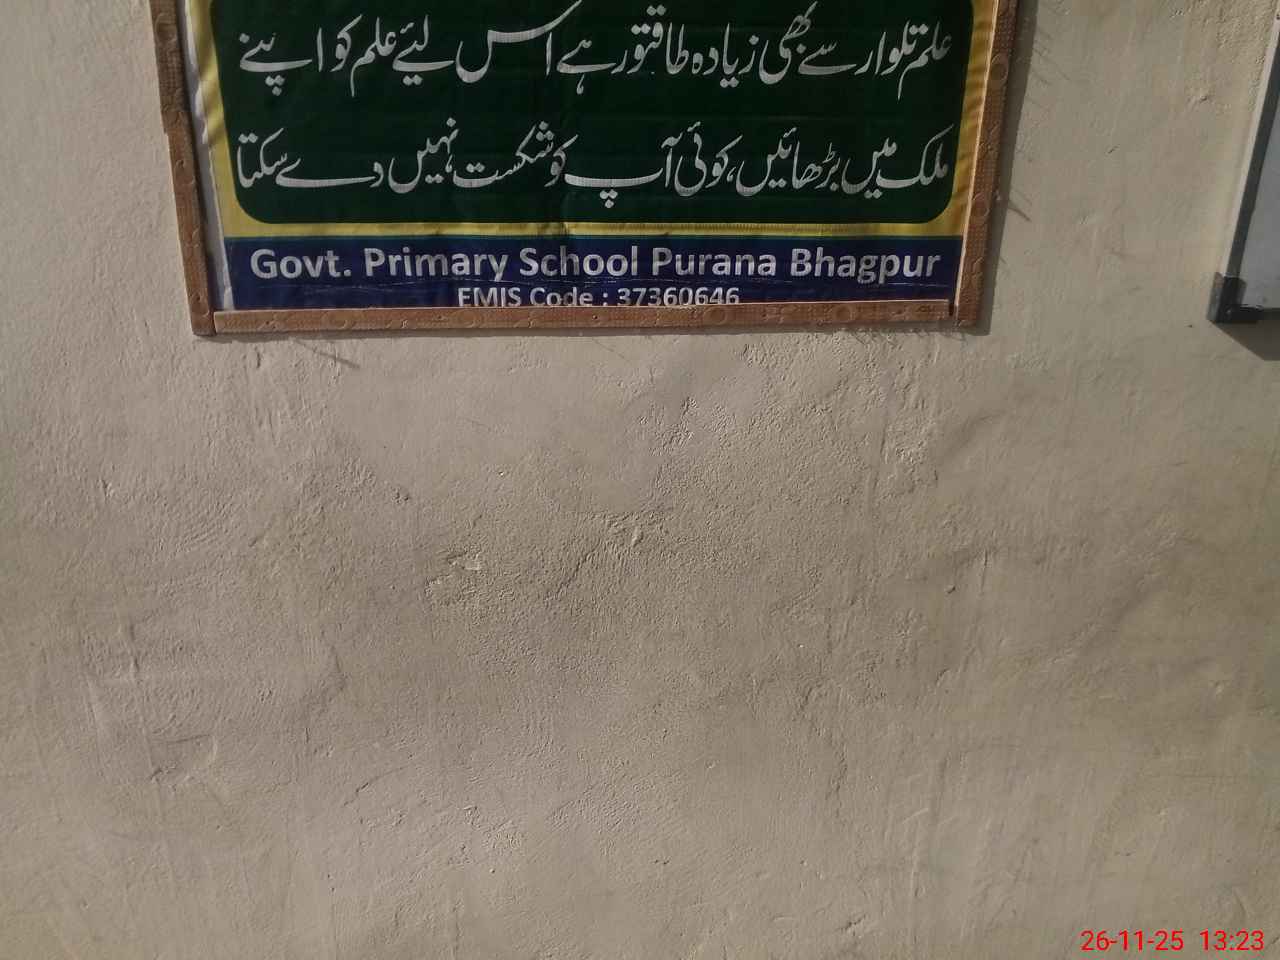 علم تلوار سے بھی زیادہ طاقتور ہے اس لیئے علم کو اپنے
ملک میں بڑھائیں، کوئی آپ کو شکست نہیں دے سکتا
Govt. Primary School Purana Bhagpur
EMIS Code : 37360646
26-11-25 13:23